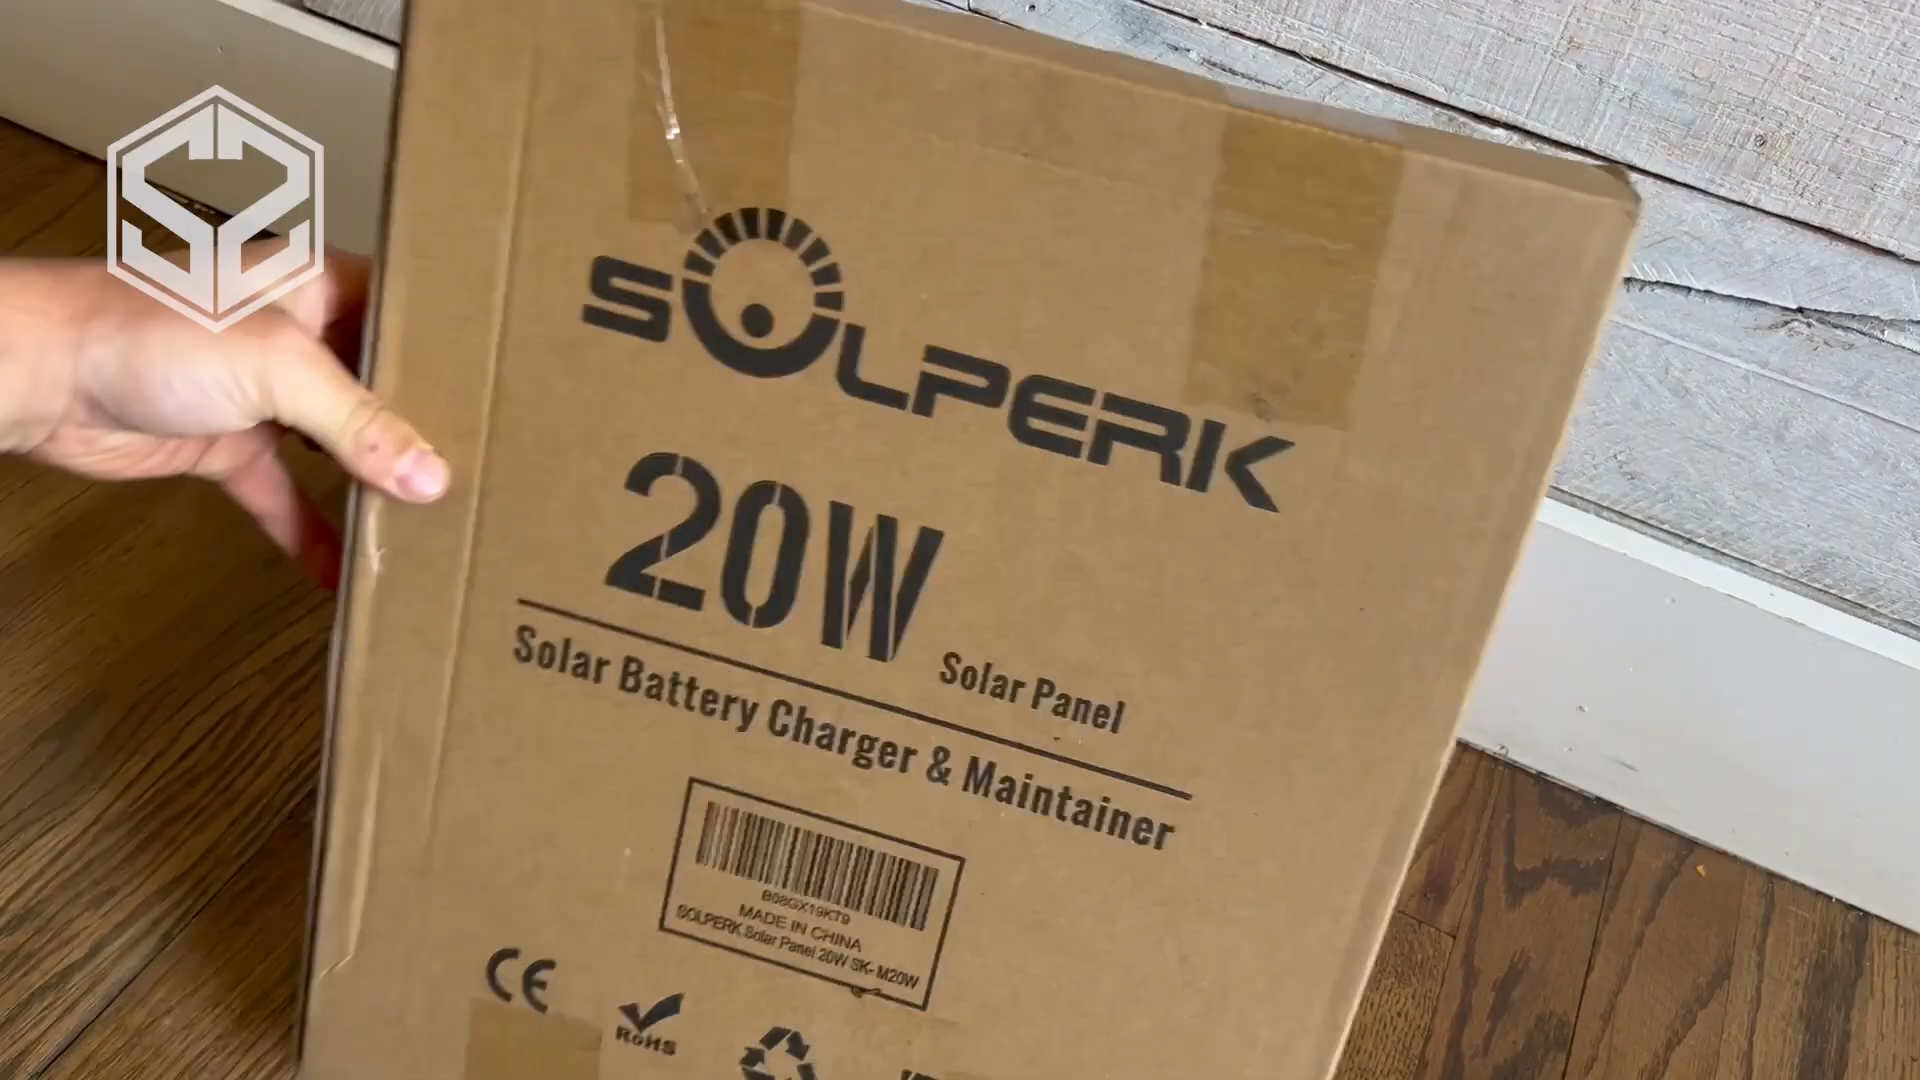 SOLPERK
20W Solar Panel
Solar Battery Charger & Maintainer
B08GX19KT9
MADE IN CHINA
SOLPERK Solar Panel 20W SK-M20W
CE
RoHS